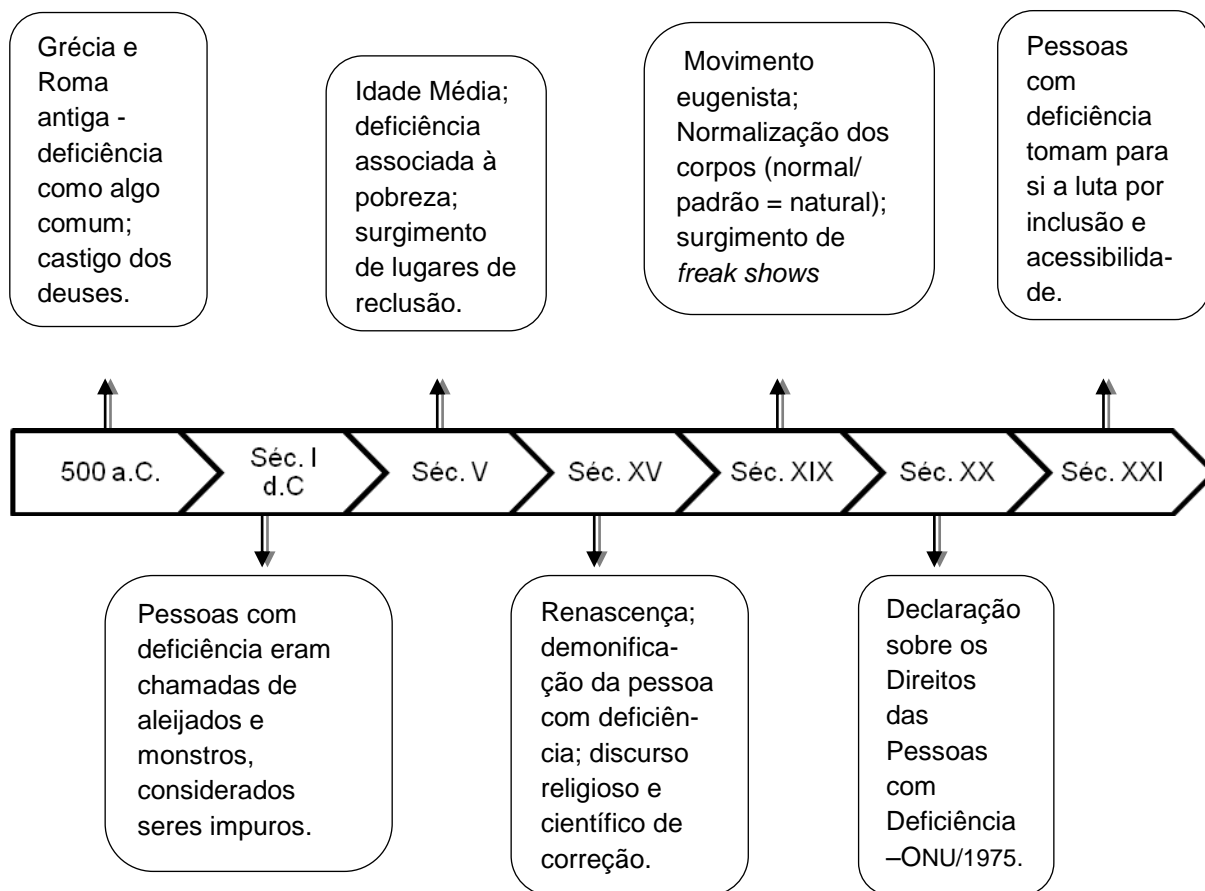 Grécia e
Roma
antiga -
deficiência
como algo
comum;
castigo dos
deuses.
Idade Média;
deficiência
associada à
pobreza;
surgimento
de lugares de
reclusão.
Movimento
eugenista;
Normalização dos
corpos (normal/
padrão = natural);
surgimento de
freak shows
Pessoas
com
deficiência
tomam para
si a luta por
inclusão e
acessibilida-
de.
500 a.C.
Séc. I
d.C
Séc. V
Séc. XV
Séc. XIX
Séc. XX
Séc. XXI
Pessoas com
deficiência eram
chamadas de
aleijados e
monstros,
considerados
seres impuros.
Renascença;
demonifica-
ção da pessoa
com deficiên-
cia; discurso
religioso e
científico de
correção.
Declaração
sobre os
Direitos
das
Pessoas
com
Deficiência
–ONU/1975.